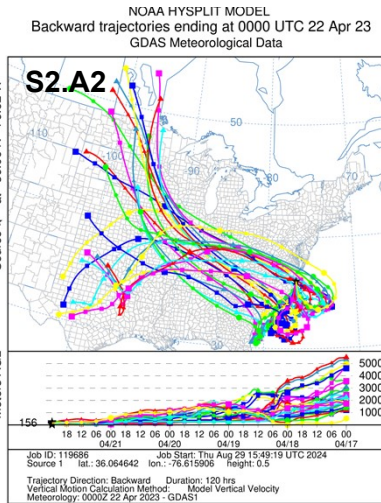 NOAA HYSPLIT MODEL
Backward trajectories ending at 0000 UTC 22 Apr 23
GDAS Meteorological Data
S2.A2
-110
-100
50
-90
5000
4000
3000
2000
1000
156
18 12 06 00 18 12 06 00 18 12 06 00 18 12 06 00 18 12 06 00
04/21 04/20 04/19 04/18 04/17
Job ID: 119686 Job Start: Thu Aug 29 15:49:19 UTC 2024
Source 1 lat.: 36.064642 lon.: -76.615906 height: 0.5
Trajectory Direction: Backward Duration: 120 hrs
Vertical Motion Calculation Method: Model Vertical Velocity
Meteorology: 0000Z 22 Apr 2023 - GDAS1